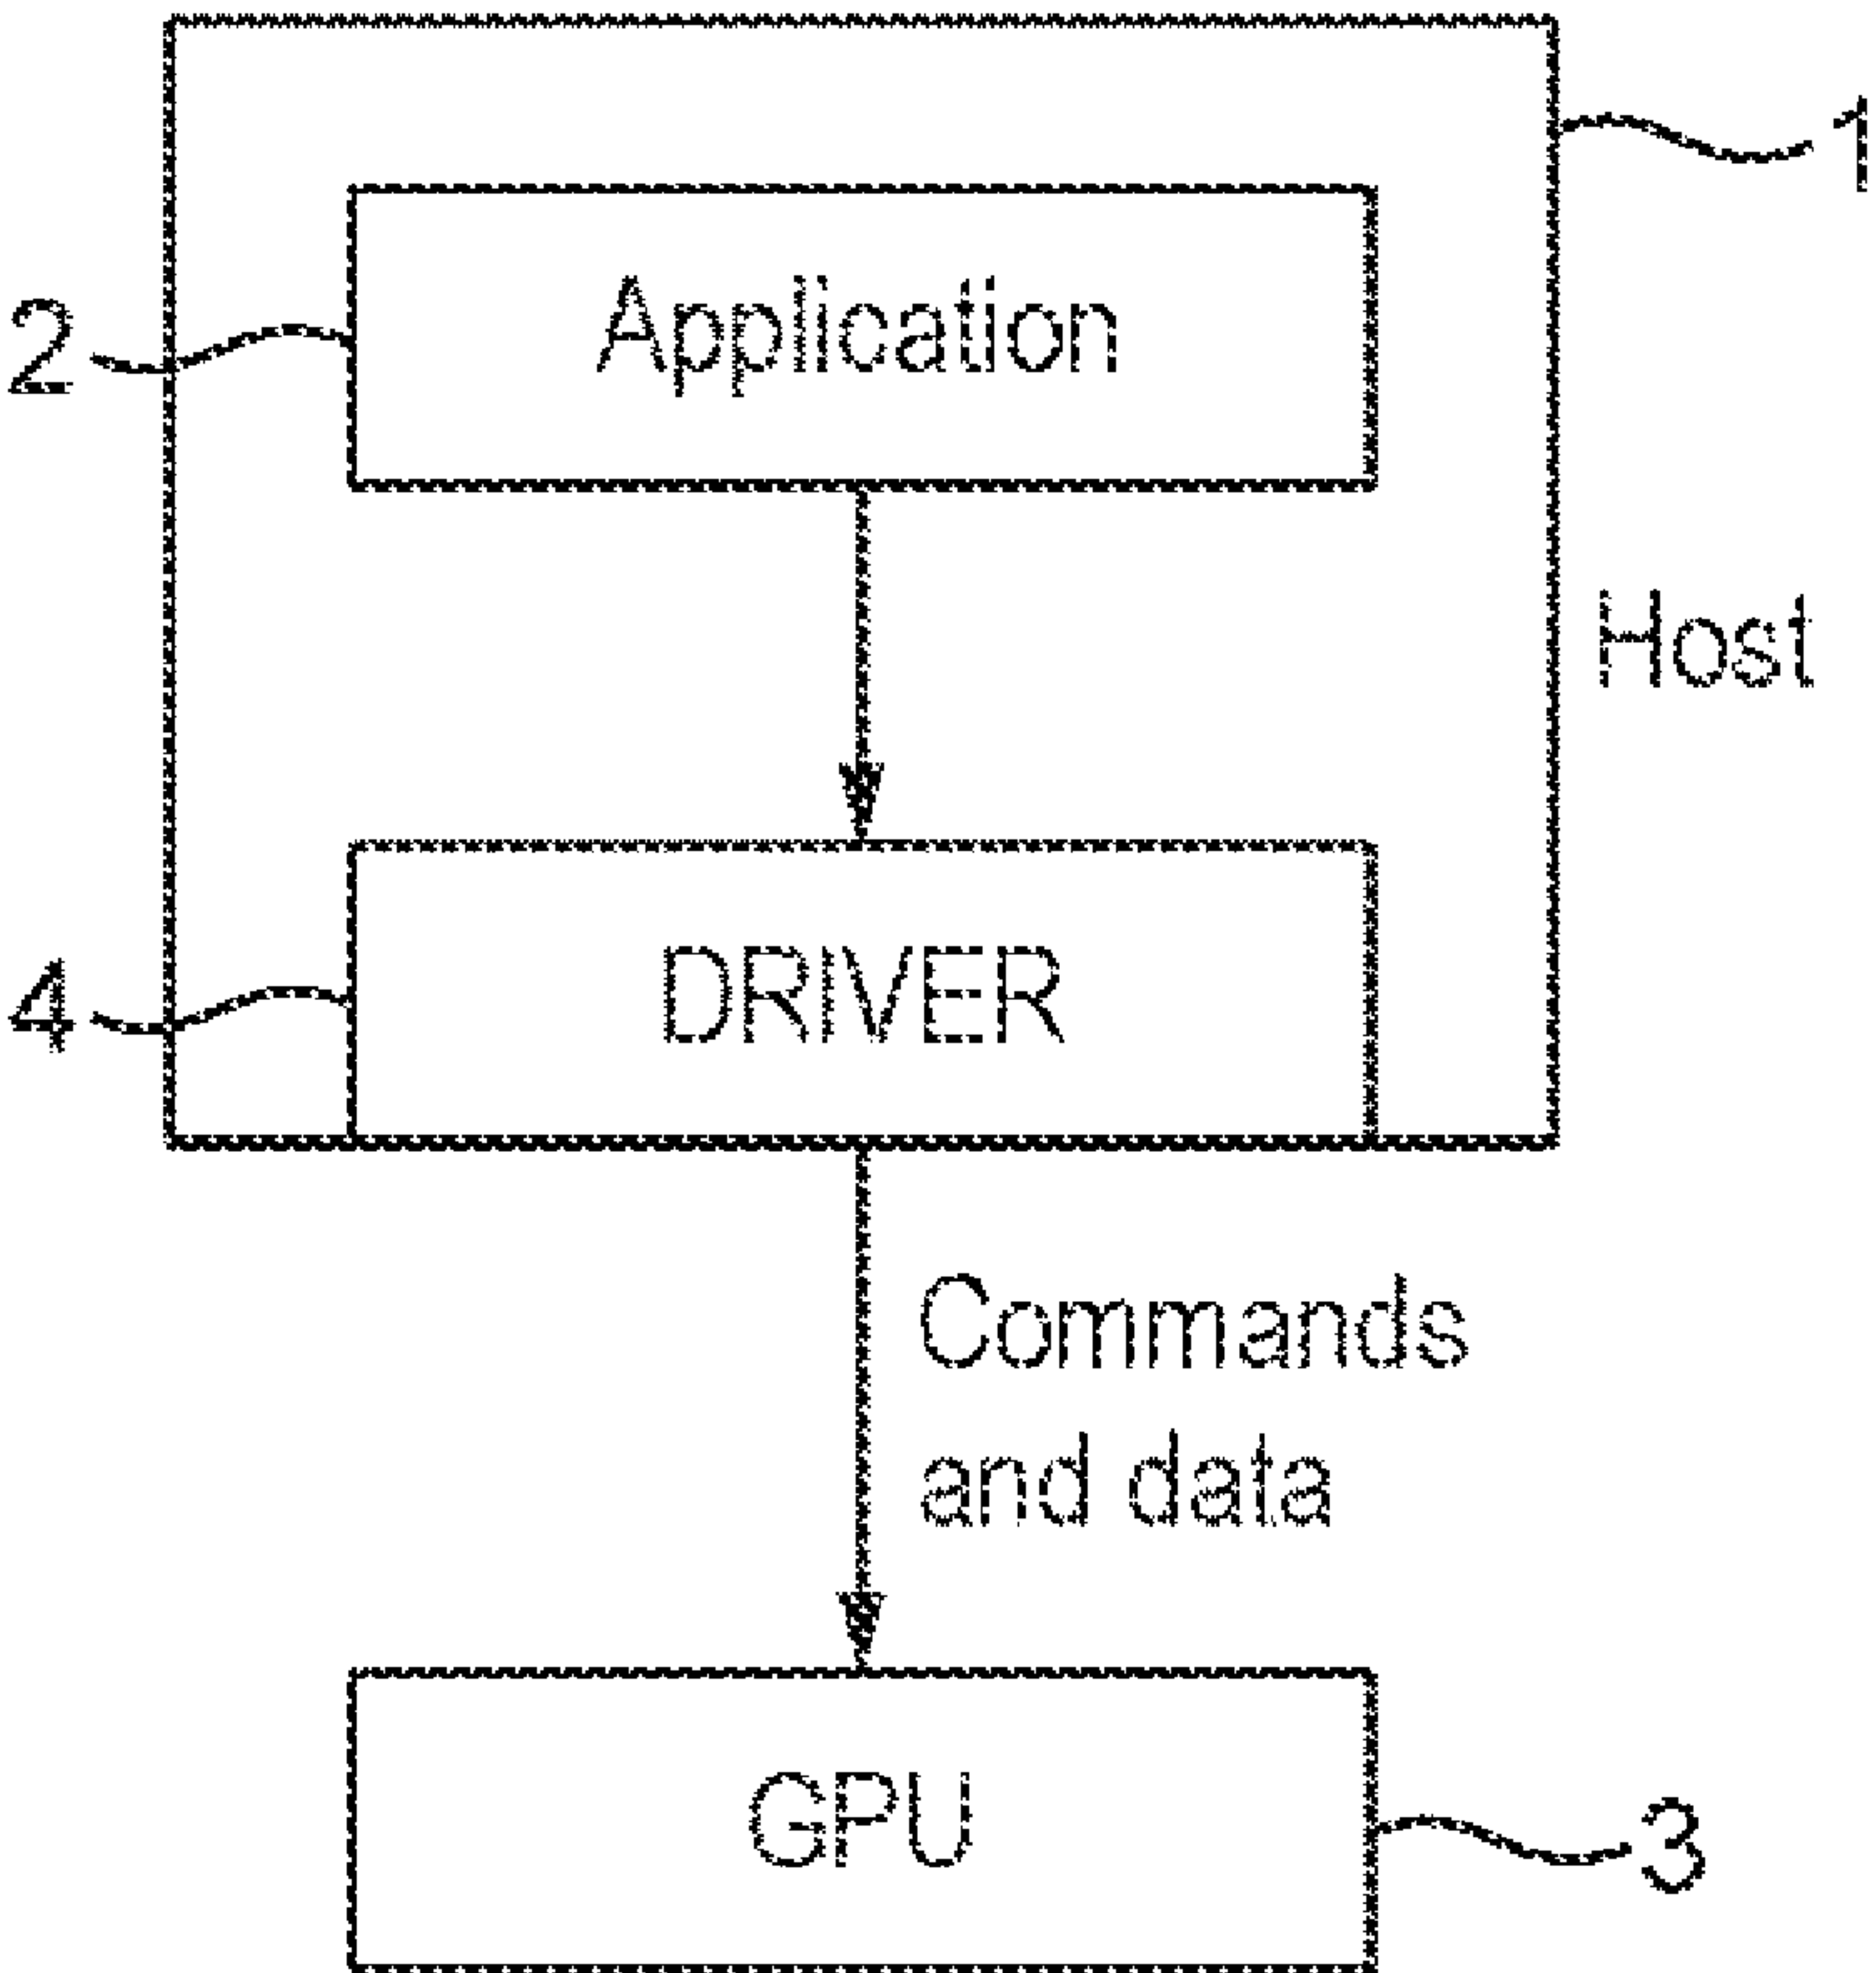 1
Application
2
Host
DRIVER
4
Commands
and data
GPU
3